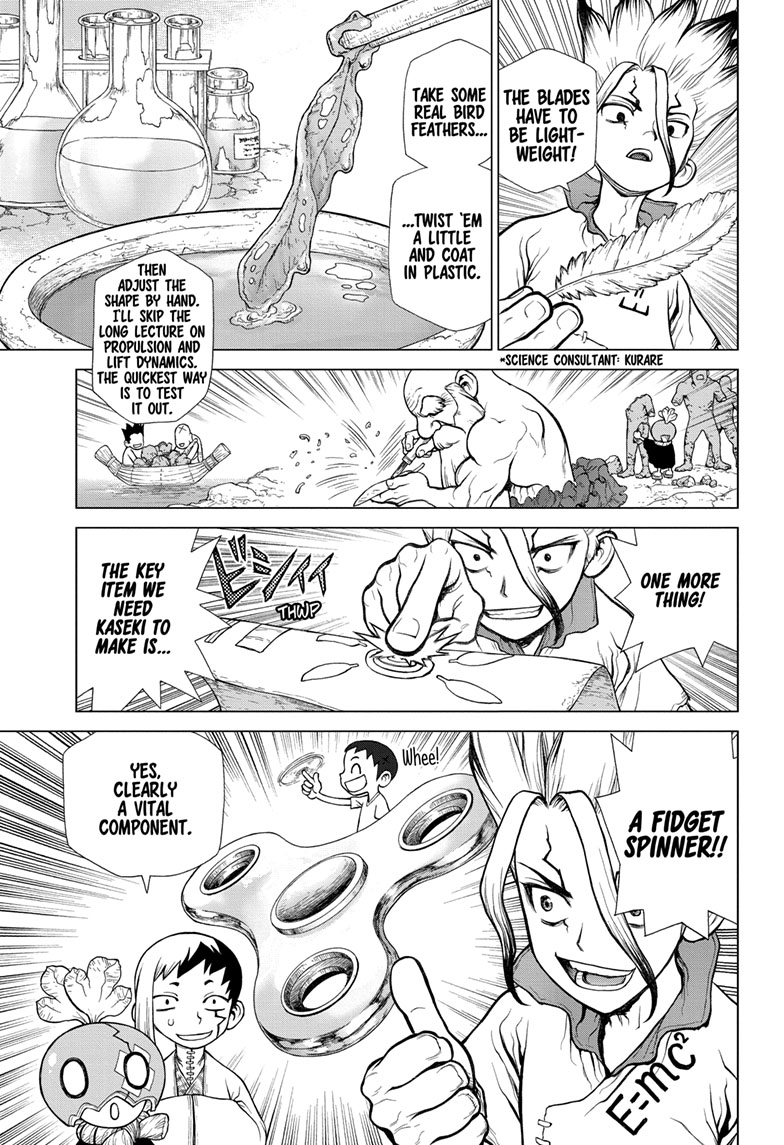 THE BLADES
HAVE TO
BE LIGHT-
WEIGHT!
E=
TAKE SOME
REAL BIRD
FEATHERS...
...TWIST 'EM
A LITTLE
AND COAT
IN PLASTIC.
THEN
ADJUST THE
SHAPE BY HAND.
I'LL SKIP THE
LONG LECTURE ON
PROPULSION AND
LIFT DYNAMICS.
THE QUICKEST WAY
IS TO TEST
IT OUT.
*SCIENCE CONSULTANT: KURARE
ONE MORE
THING!
ビシィィ
THWP
THE KEY
ITEM WE
NEED
KASEKI TO
MAKE IS...
A FIDGET
SPINNER!!
Whee!
YES,
CLEARLY
A VITAL
COMPONENT.
E=mc²